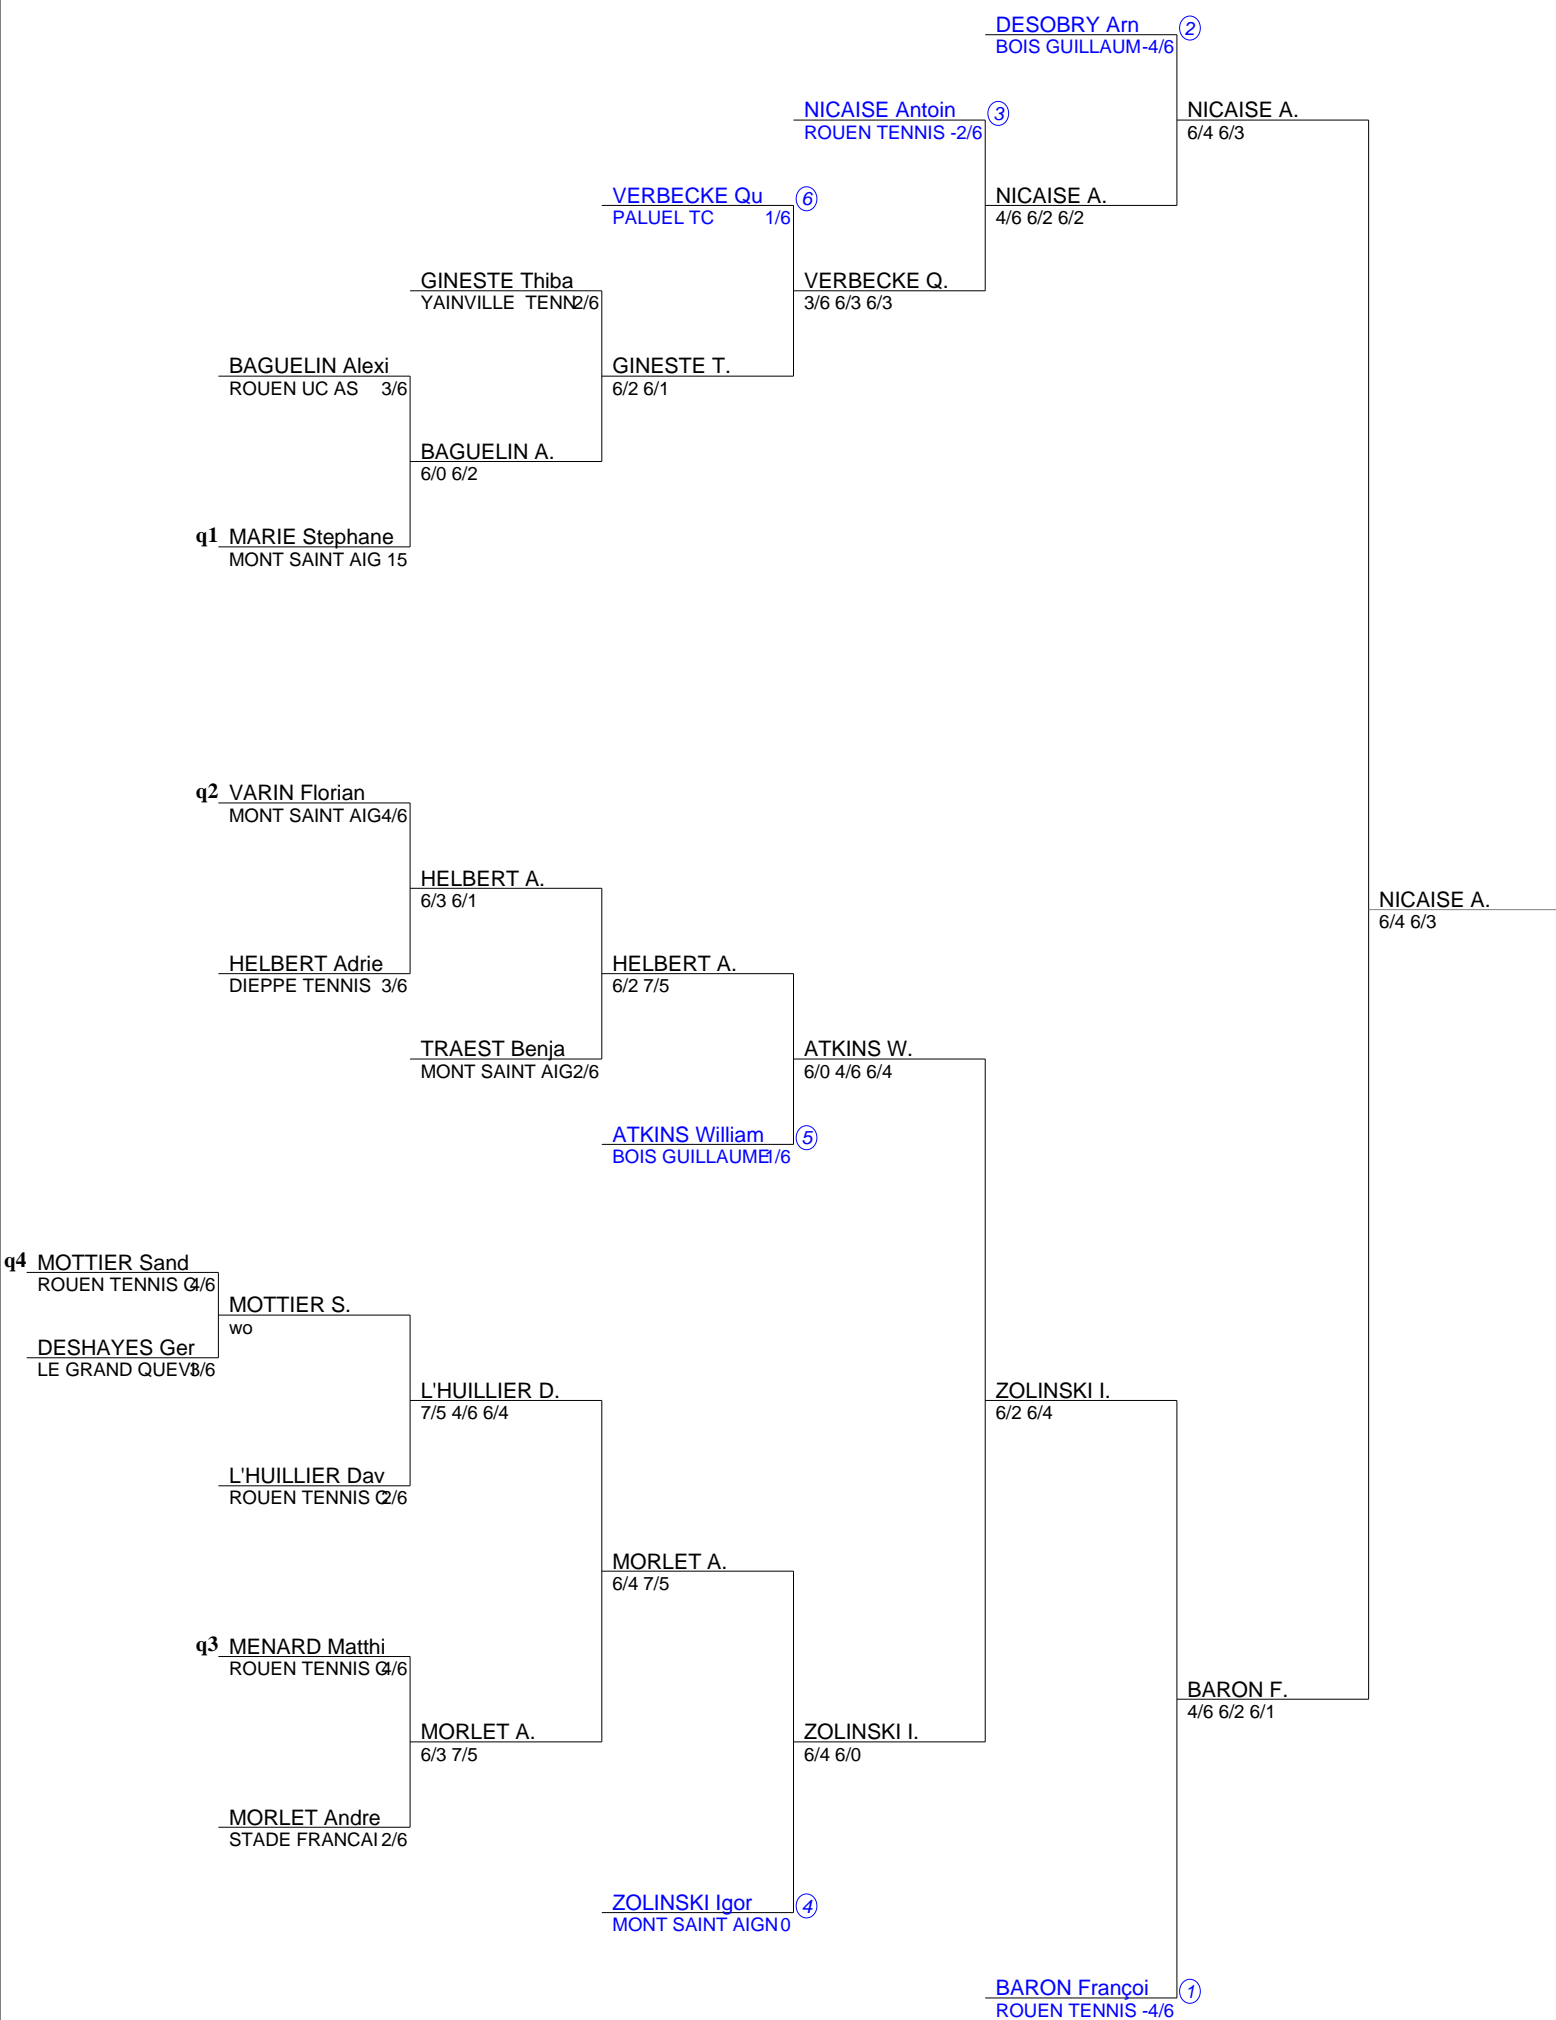 DESOBRY Arn 2
BOIS GUILLAUM-4/6
NICAISE Antoin 3
ROUEN TENNIS -2/6
NICAISE A.
6/4 6/3
VERBECKE Qu 6
PALUEL TC 1/6
NICAISE A.
4/6 6/2 6/2
GINESTE Thiba
YAINVILLE TENN2/6
VERBECKE Q.
3/6 6/3 6/3
BAGUELIN Alexi
ROUEN UC AS 3/6
GINESTE T.
6/2 6/1
BAGUELIN A.
6/0 6/2
q1 MARIE Stephane
MONT SAINT AIG 15
q2 VARIN Florian
MONT SAINT AIG4/6
HELBERT A.
6/3 6/1
NICAISE A.
6/4 6/3
HELBERT Adrie
DIEPPE TENNIS 3/6
HELBERT A.
6/2 7/5
TRAEST Benja
MONT SAINT AIG2/6
ATKINS W.
6/0 4/6 6/4
ATKINS William 5
BOIS GUILLAUME1/6
q4 MOTTIER Sand
ROUEN TENNIS C4/6
MOTTIER S.
wo
DESHAYES Ger
LE GRAND QUEVI3/6
L'HUILLIER D.
7/5 4/6 6/4
ZOLINSKI I.
6/2 6/4
L'HUILLIER Dav
ROUEN TENNIS C2/6
MORLET A.
6/4 7/5
q3 MENARD Matthi
ROUEN TENNIS C4/6
BARON F.
4/6 6/2 6/1
MORLET A.
6/3 7/5
ZOLINSKI I.
6/4 6/0
MORLET Andre
STADE FRANCAI 2/6
ZOLINSKI Igor 4
MONT SAINT AIGN 0
BARON Françoi 1
ROUEN TENNIS -4/6